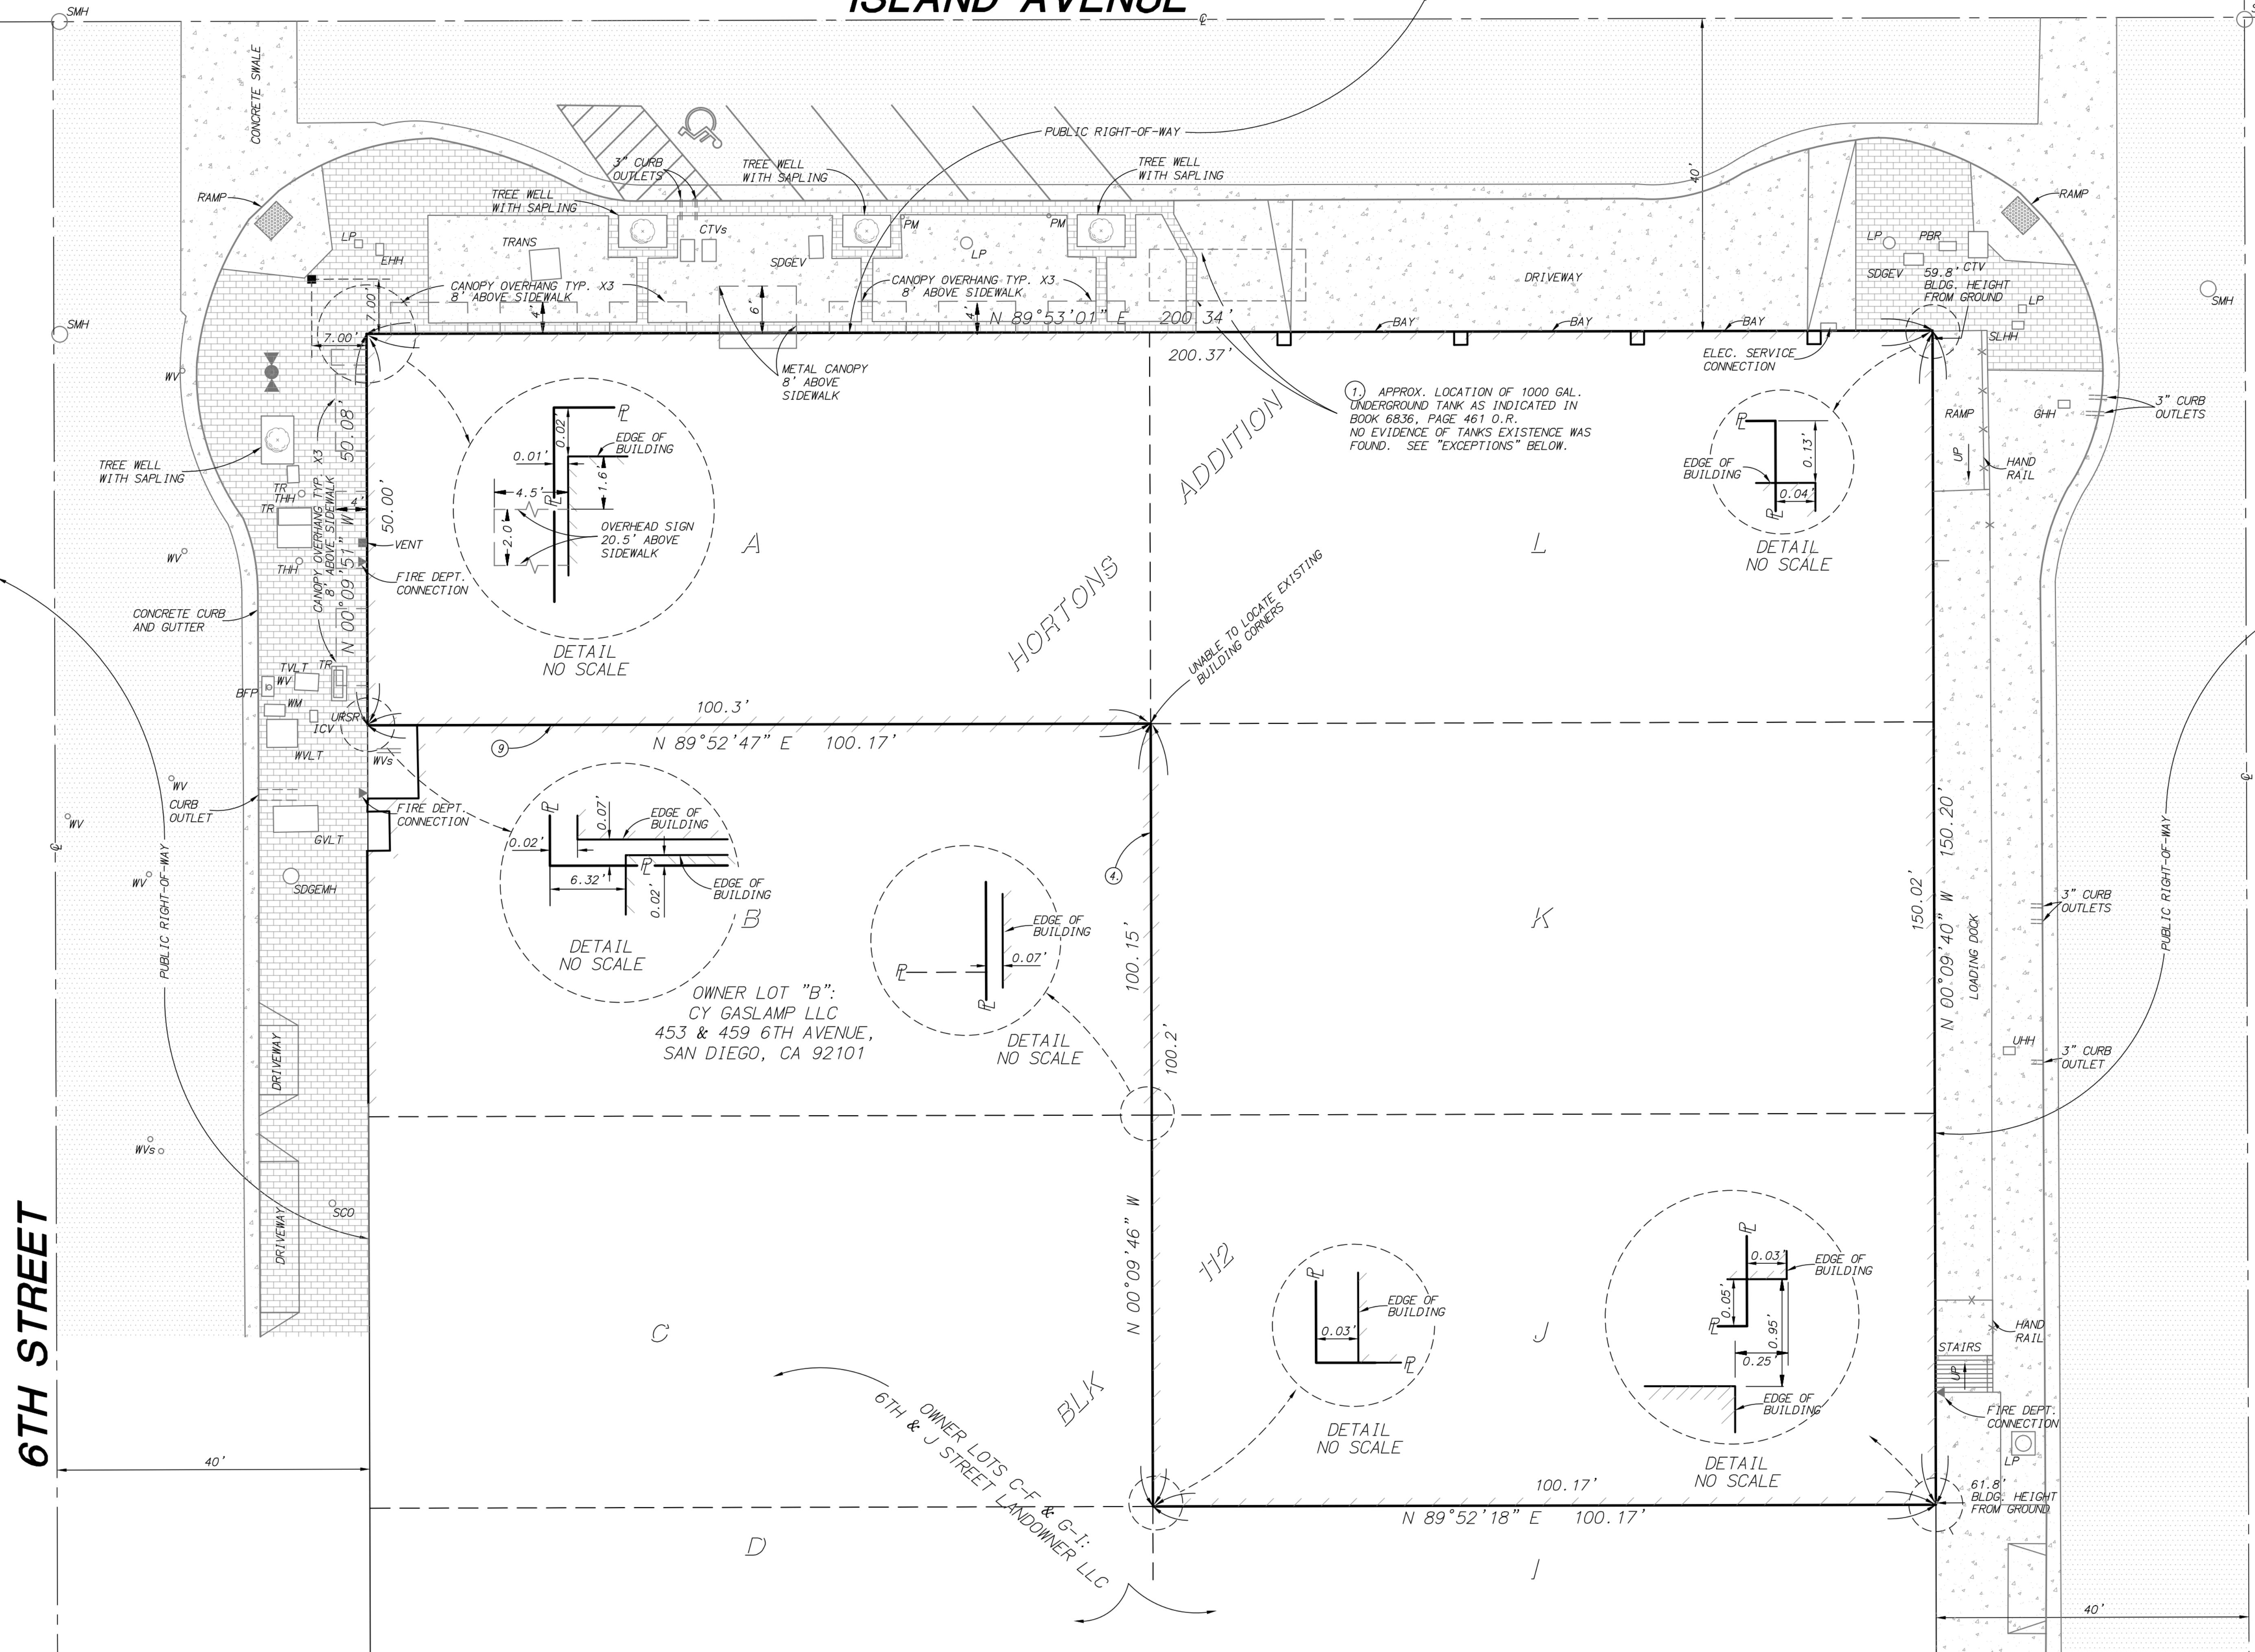 ISLAND AVENUE
SMH
℄
CONCRETE SWALE
PUBLIC RIGHT-OF-WAY
40'
3" CURB
OUTLETS
TREE WELL
WITH SAPLING
TREE WELL
WITH SAPLING
TREE WELL
WITH SAPLING
RAMP
RAMP
LP
EHH
TRANS
CTVs
SDGEV
PM
LP
PM
DRIVEWAY
LP
PBR
SDGEV
CTV
59.8'
BLDG. HEIGHT
FROM GROUND
LP
SLHH
SMH
SMH
CANOPY OVERHANG TYP. X3
8' ABOVE SIDEWALK
CANOPY OVERHANG TYP. X3
8' ABOVE SIDEWALK
7.00'
7.00'
4'
6'
4'
N 89°53'01" E 200.34'
200.37'
BAY
BAY
BAY
ELEC. SERVICE
CONNECTION
METAL CANOPY
8' ABOVE
SIDEWALK
1. APPROX. LOCATION OF 1000 GAL.
UNDERGROUND TANK AS INDICATED IN
BOOK 6836, PAGE 461 O.R.
NO EVIDENCE OF TANKS EXISTENCE WAS
FOUND. SEE "EXCEPTIONS" BELOW.
WV
TREE WELL
WITH SAPLING
TR
THH
TR
WV
THH
CONCRETE CURB
AND GUTTER
CANOPY OVERHANG TYP. X3
8' ABOVE SIDEWALK
4'
N 00°09'51" W 50.08'
50.00'
VENT
FIRE DEPT.
CONNECTION
PL
0.02'
EDGE OF
BUILDING
0.01'
PL
1.6'
4.5'
2.0'
OVERHEAD SIGN
20.5' ABOVE
SIDEWALK
DETAIL
NO SCALE
A
HORTONS
ADDITION
L
UNABLE TO LOCATE EXISTING
BUILDING CORNERS
PL
0.13'
EDGE OF
BUILDING
0.04'
PL
DETAIL
NO SCALE
RAMP
UP
HAND
RAIL
GHH
3" CURB
OUTLETS
TVLT
TR
WV
BFP
WM
URSR
ICV
WVLT
WVs
100.3'
9
N 89°52'47" E 100.17'
WV
CURB
OUTLET
WV
℄
℄
GVLT
FIRE DEPT.
CONNECTION
WV
SDGEMH
PUBLIC RIGHT-OF-WAY
PL
0.07'
EDGE OF
BUILDING
0.02'
PL
6.32'
0.02'
EDGE OF
BUILDING
DETAIL
NO SCALE
B
OWNER LOT "B":
CY GASLAMP LLC
453 & 459 6TH AVENUE,
SAN DIEGO, CA 92101
EDGE OF
BUILDING
PL
0.07'
PL
DETAIL
NO SCALE
4.
100.15'
100.2'
K
150.02'
N 00°09'40" W 150.20'
LOADING DOCK
3" CURB
OUTLETS
PUBLIC RIGHT-OF-WAY
UHH
3" CURB
OUTLET
DRIVEWAY
DRIVEWAY
WVs
SCO
6TH STREET
40'
C
N 00°09'46" W
BLK
112
OWNER LOTS C-F & G-I:
6TH & J STREET LANDOWNER LLC
PL
EDGE OF
BUILDING
0.03'
PL
DETAIL
NO SCALE
J
PL
0.03'
EDGE OF
BUILDING
0.05'
PL
0.95'
0.25'
EDGE OF
BUILDING
DETAIL
NO SCALE
HAND
RAIL
STAIRS
UP
FIRE DEPT.
CONNECTION
LP
61.8'
BLDG. HEIGHT
FROM GROUND
100.17'
N 89°52'18" E 100.17'
D
I
40'